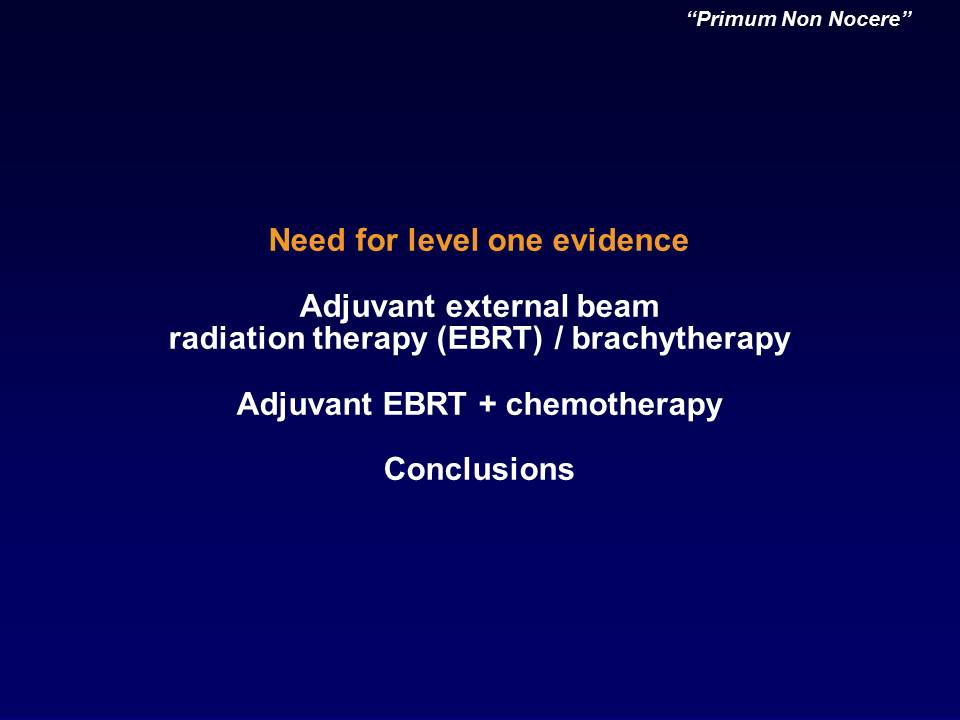 “Primum Non Nocere”
Need for level one evidence
Adjuvant external beam
radiation therapy (EBRT) / brachytherapy
Adjuvant EBRT + chemotherapy
Conclusions